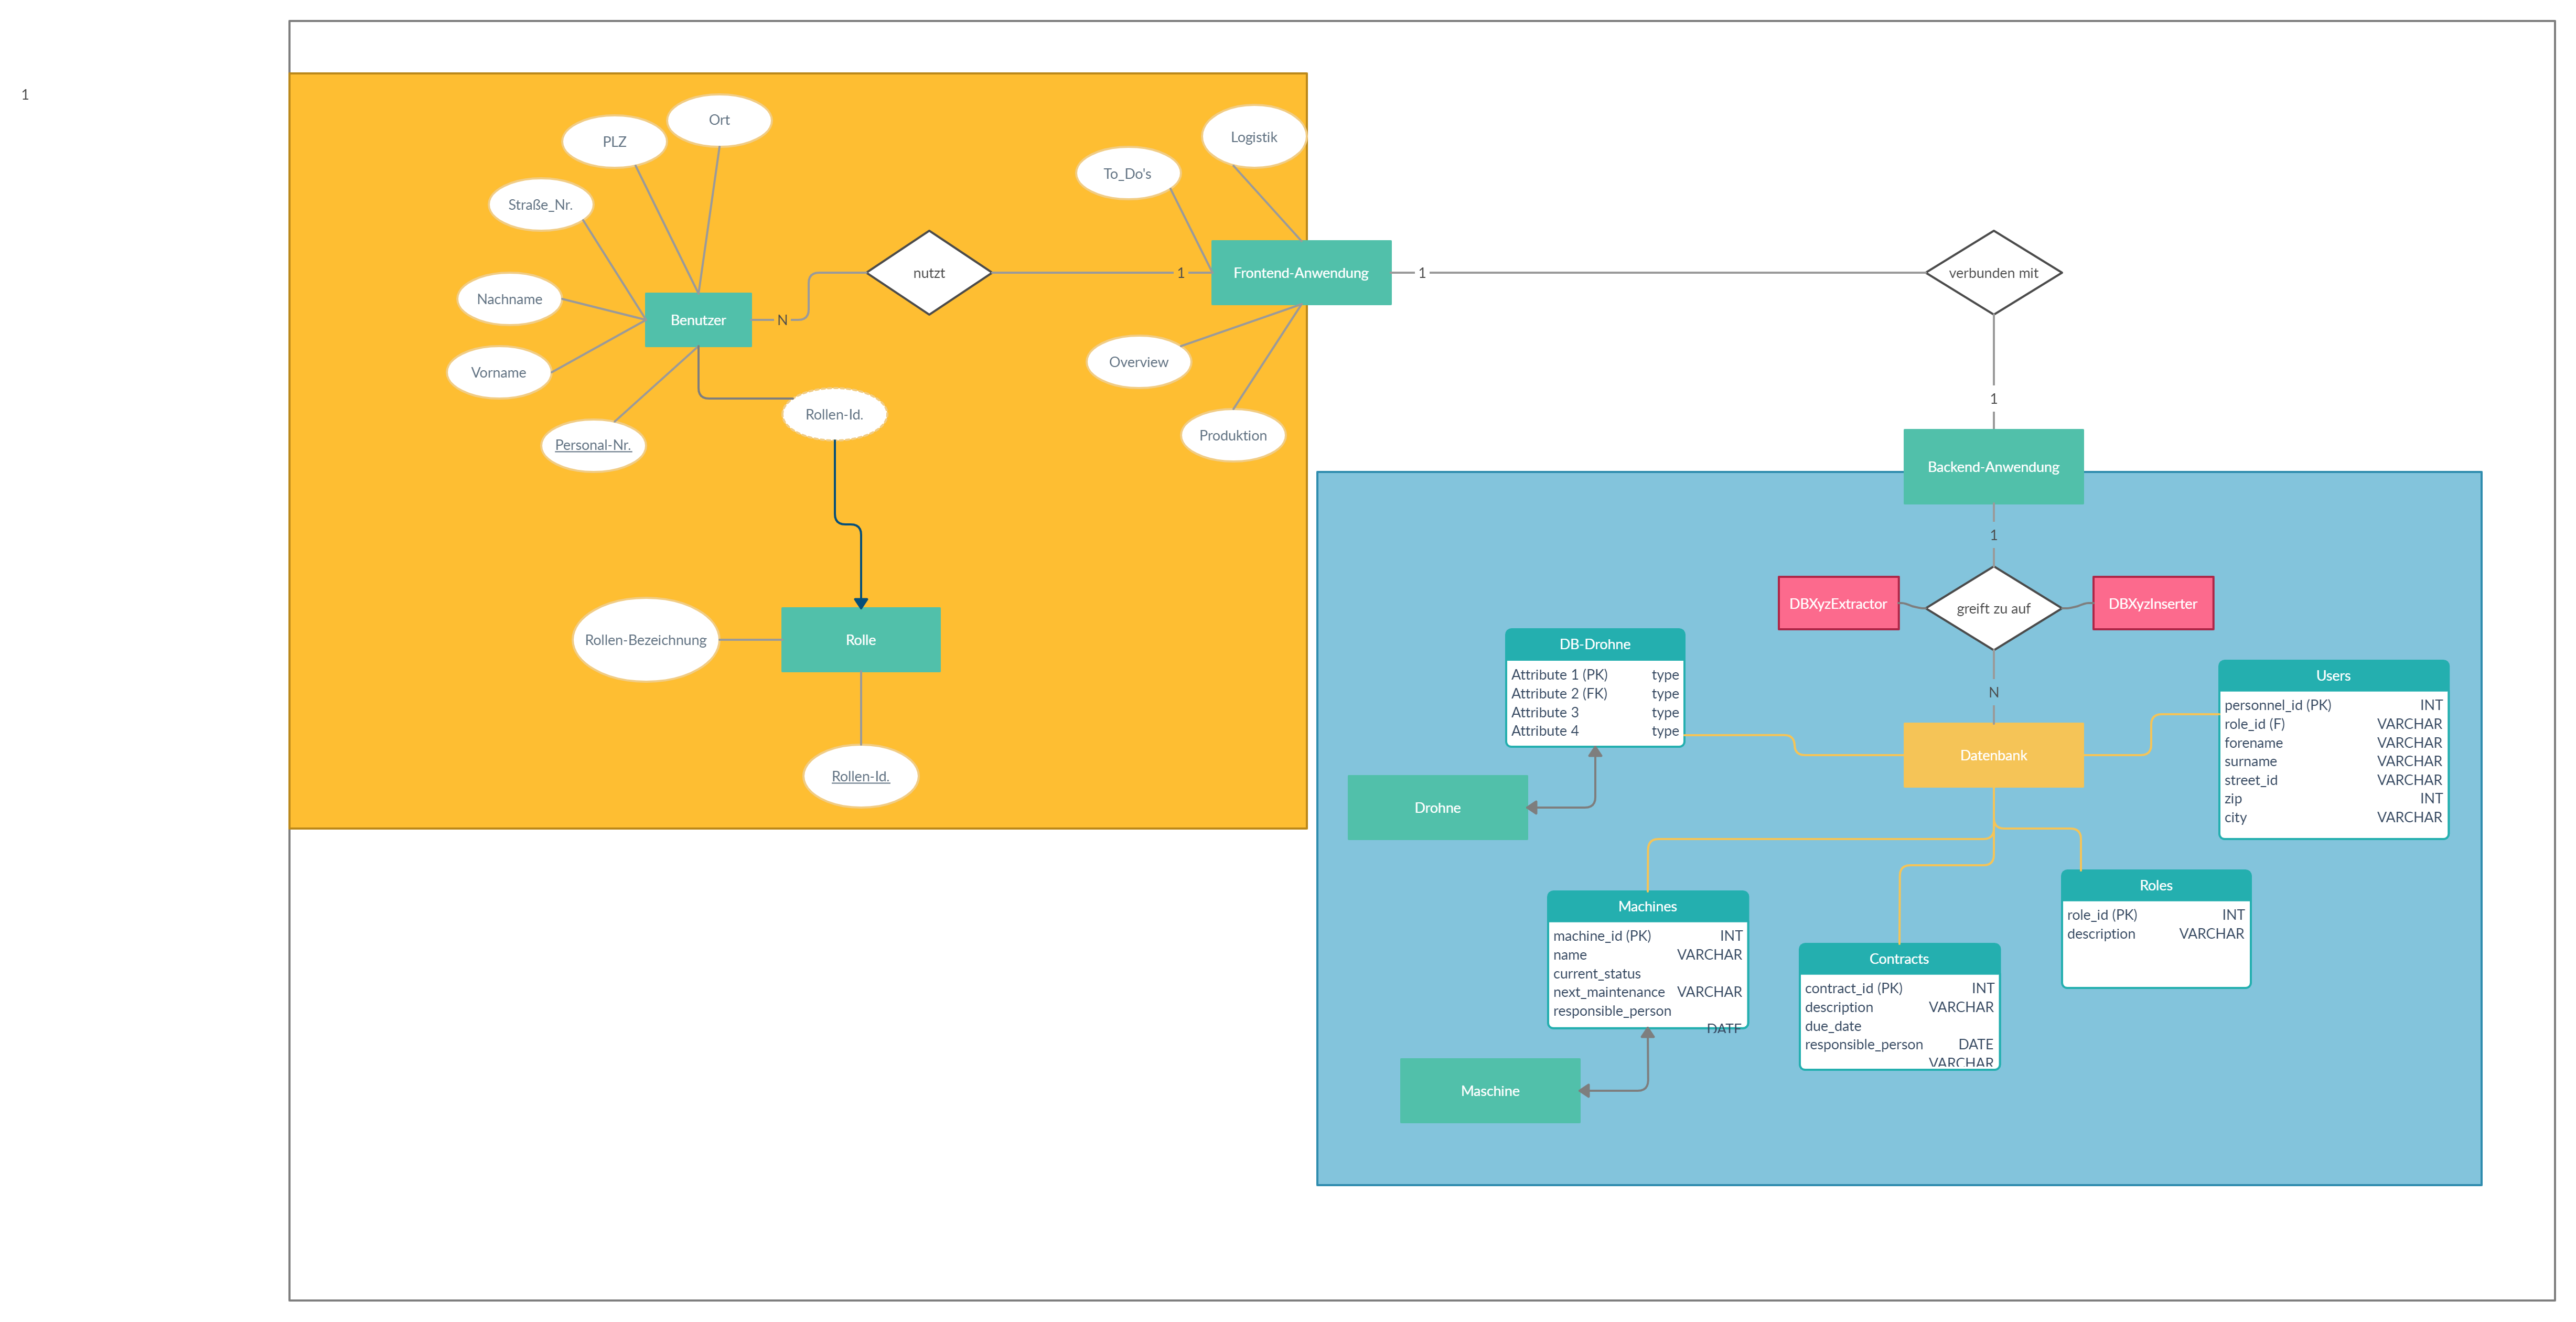 1
Ort
PLZ
Logistik
To_Do's
Straße_Nr.
nutzt
1
Frontend-Anwendung
1
verbunden mit
Nachname
Benutzer
N
Overview
Vorname
1
Rollen-Id.
Produktion
Personal-Nr.
Backend-Anwendung
1
DBXyzExtractor
greift zu auf
DBXyzInserter
Rollen-Bezeichnung
Rolle
DB-Drohne
Attribute 1 (PK) type
Attribute 2 (FK) type
Attribute 3 type
Attribute 4 type
N
Users
personnel_id (PK) INT
role_id (F) VARCHAR
forename VARCHAR
surname VARCHAR
street_id VARCHAR
zip INT
city VARCHAR
Datenbank
Rollen-Id.
Drohne
Roles
role_id (PK) INT
description VARCHAR
Machines
machine_id (PK) INT
name VARCHAR
current_status
next_maintenance VARCHAR
responsible_person
DATE
Contracts
contract_id (PK) INT
description VARCHAR
due_date
responsible_person DATE
VARCHAR
Maschine